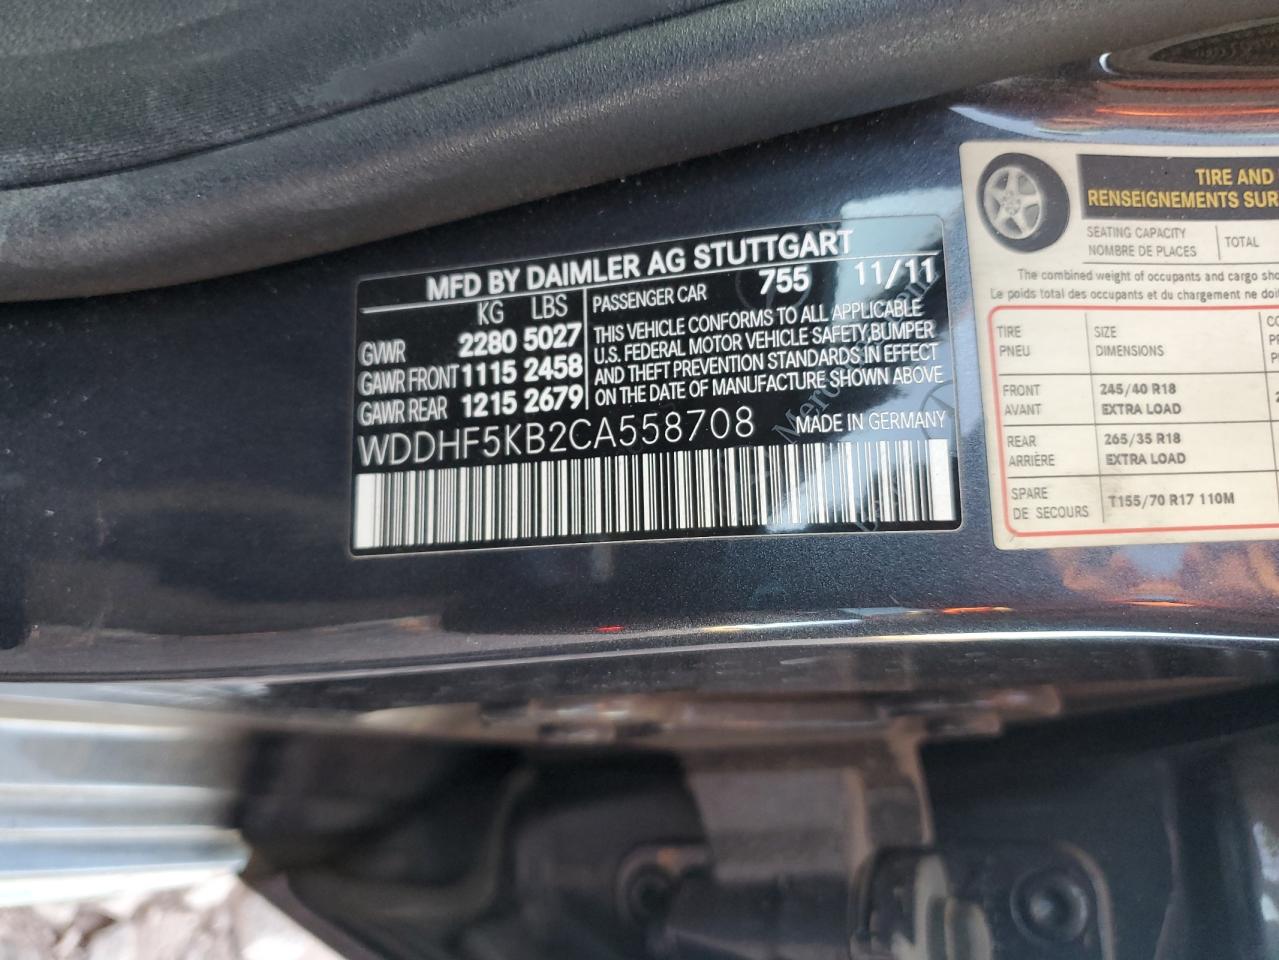 MFD BY DAIMLER AG STUTTGART
KG LBS
GVWR 2280 5027
GAWR FRONT 1115 2458
GAWR REAR 1215 2679
PASSENGER CAR 755 11/11
THIS VEHICLE CONFORMS TO ALL APPLICABLE
U.S. FEDERAL MOTOR VEHICLE SAFETY, BUMPER
AND THEFT PREVENTION STANDARDS IN EFFECT
ON THE DATE OF MANUFACTURE SHOWN ABOVE
WDDHF5KB2CA558708 MADE IN GERMANY
TIRE AND
RENSEIGNEMENTS SUR
SEATING CAPACITY
NOMBRE DE PLACES
TOTAL
The combined weight of occupants and cargo
Le poids total des occupants et du chargement ne
TIRE
PNEU
SIZE
DIMENSIONS
FRONT
AVANT
245/40 R18
EXTRA LOAD
REAR
ARRIÈRE
265/35 R18
EXTRA LOAD
SPARE
DE SECOURS
T155/70 R17 110M